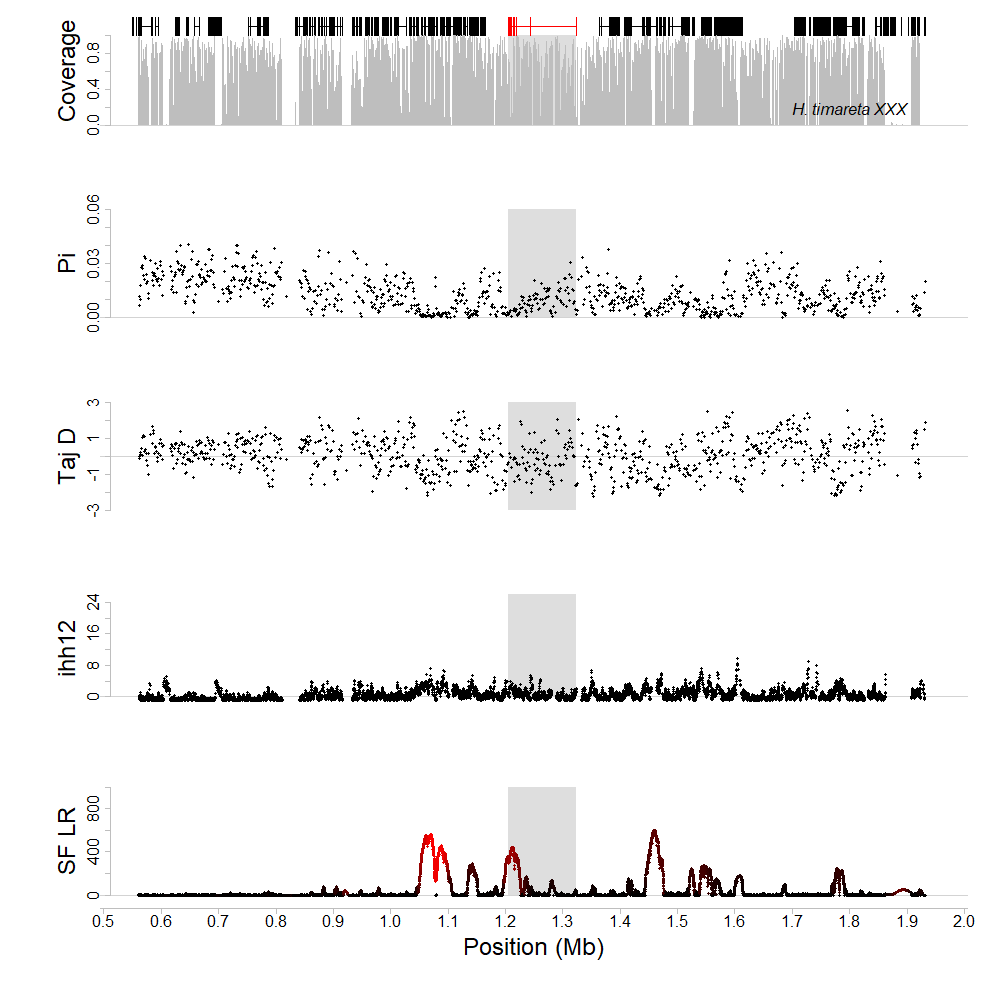 Coverage
0.0 0.4 0.8
H. timareta XXX
Pi
0.00 0.03 0.06
Taj D
-3 -1 1 3
ihh12
0 8 16 24
SF LR
0 400 800
0.5 0.6 0.7 0.8 0.9 1.0 1.1 1.2 1.3 1.4 1.5 1.6 1.7 1.8 1.9 2.0
Position (Mb)